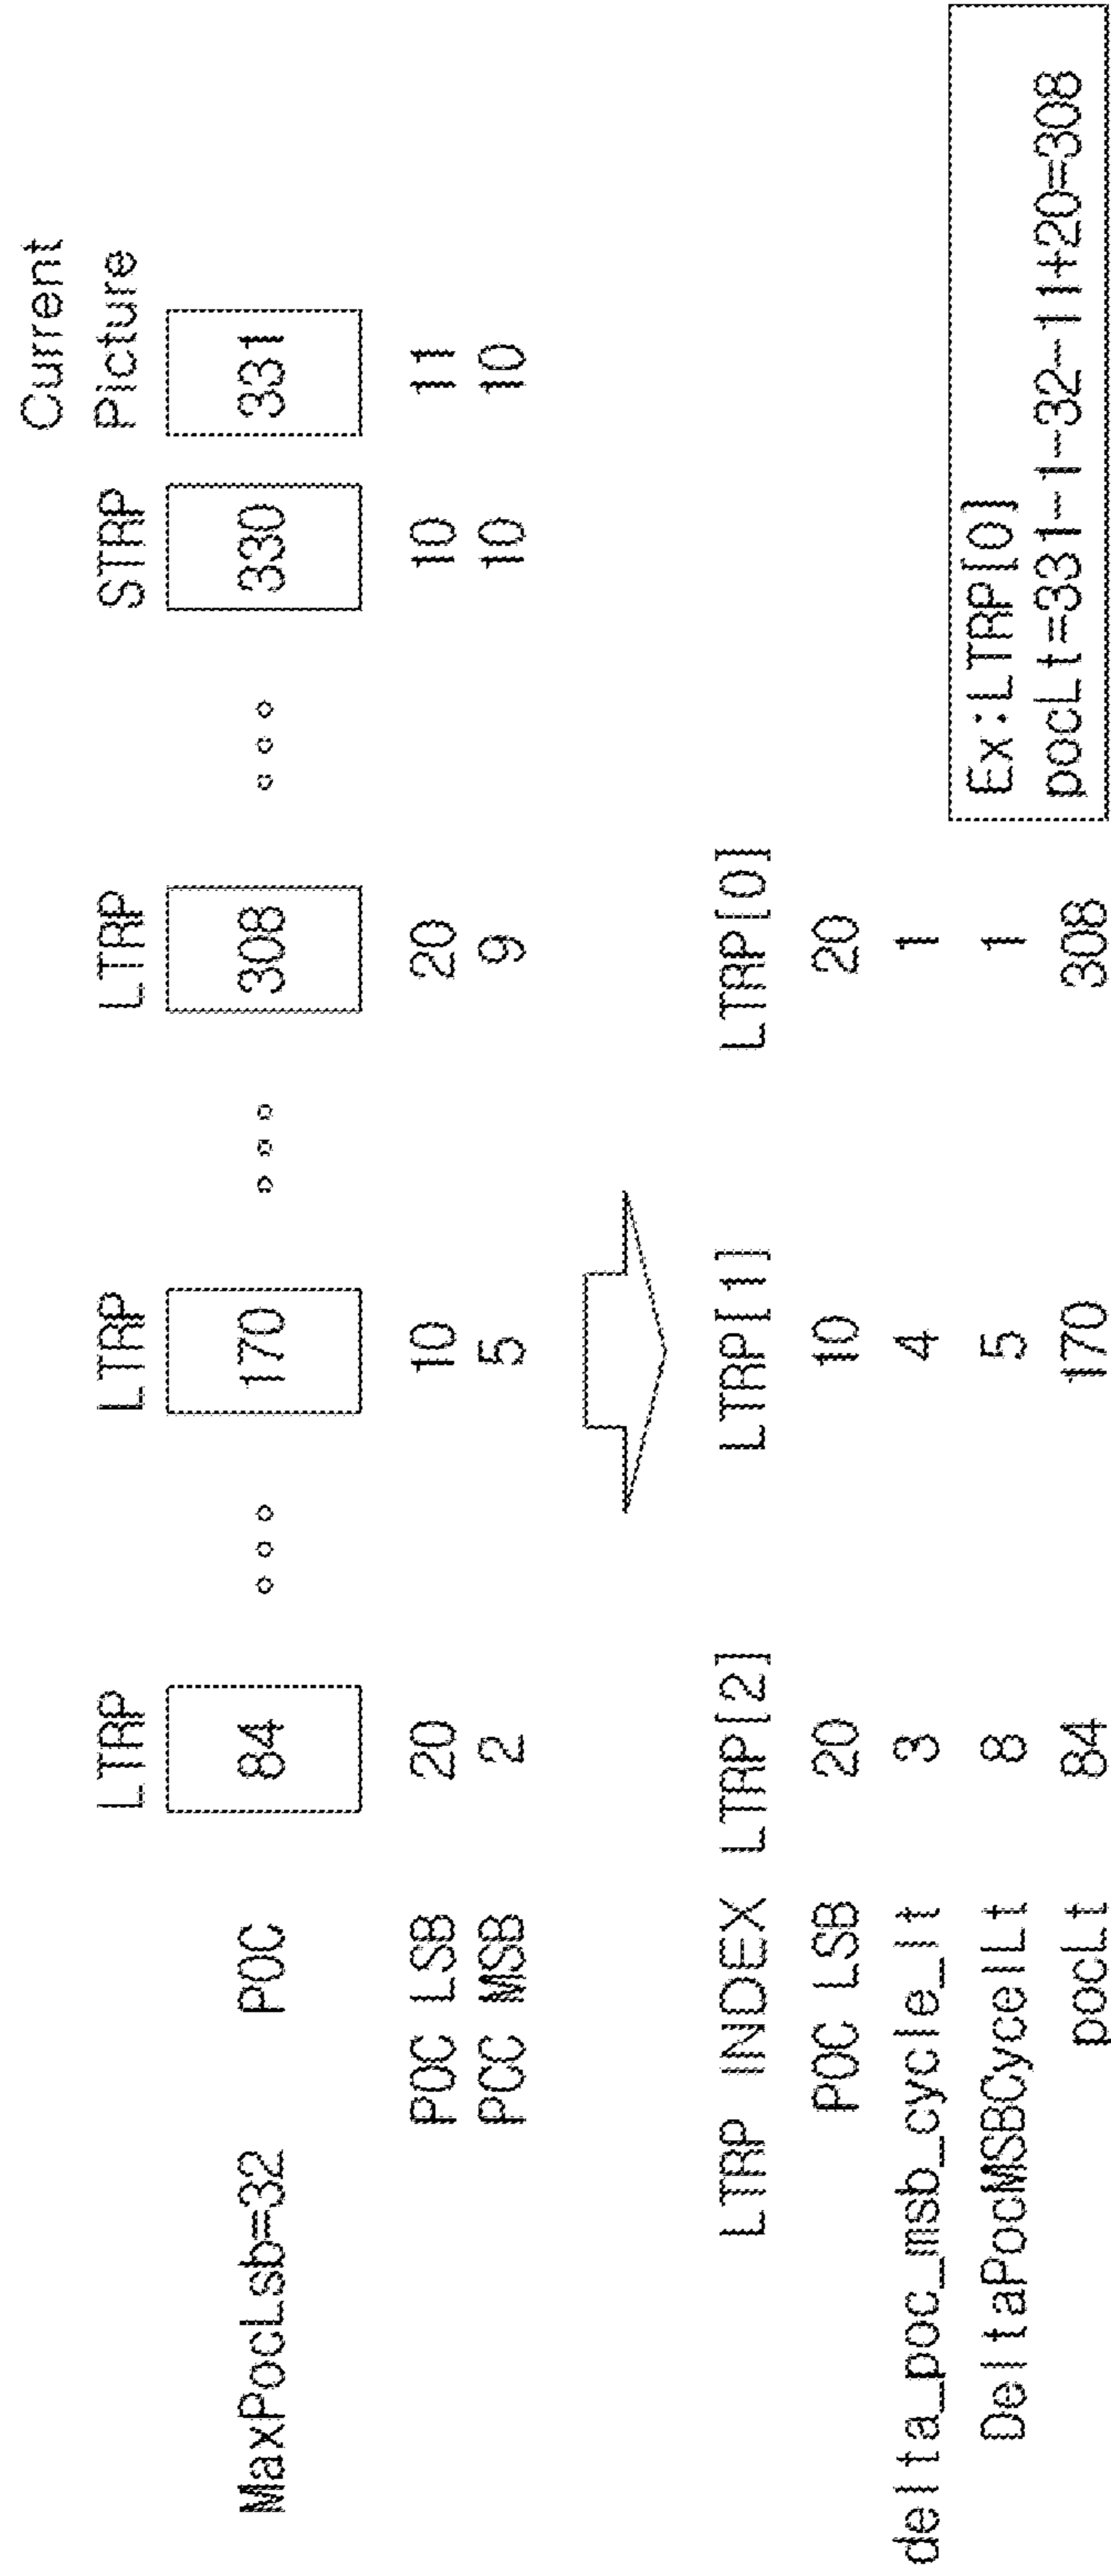 Current
LTRP LTRP LTRP STRP Picture
MaxPocLsb=32 POC 84 170 308 330 331
POC LSB 20 10 20 10 11
PCC MSB 2 5 9 10 10
LTRP INDEX LTRP[2] LTRP[1] LTRP[0]
POC LSB 20 10 20
delta_poc_msb_cycle_lt 3 4 1
DeltaPocMSBCycelLt 8 5 1
pocLt 84 170 308
Ex:LTRP[0]
pocLt=331-1-32-11+20=308